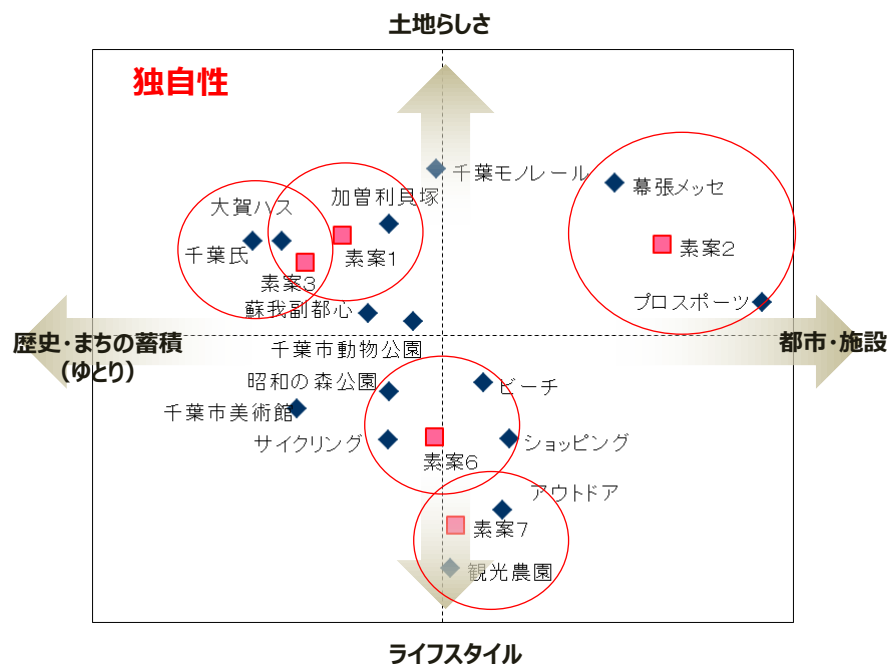 土地らしさ
独自性
千葉モノレール
幕張メッセ
加曽利貝塚
大賀ハス
千葉氏
素案1
素案3
素案2
プロスポーツ
蘇我副都心
歴史・まちの蓄積
（ゆとり）
都市・施設
千葉市動物公園
昭和の森公園
ビーチ
千葉市美術館
サイクリング
ショッピング
素案6
アウトドア
素案7
観光農園
ライフスタイル